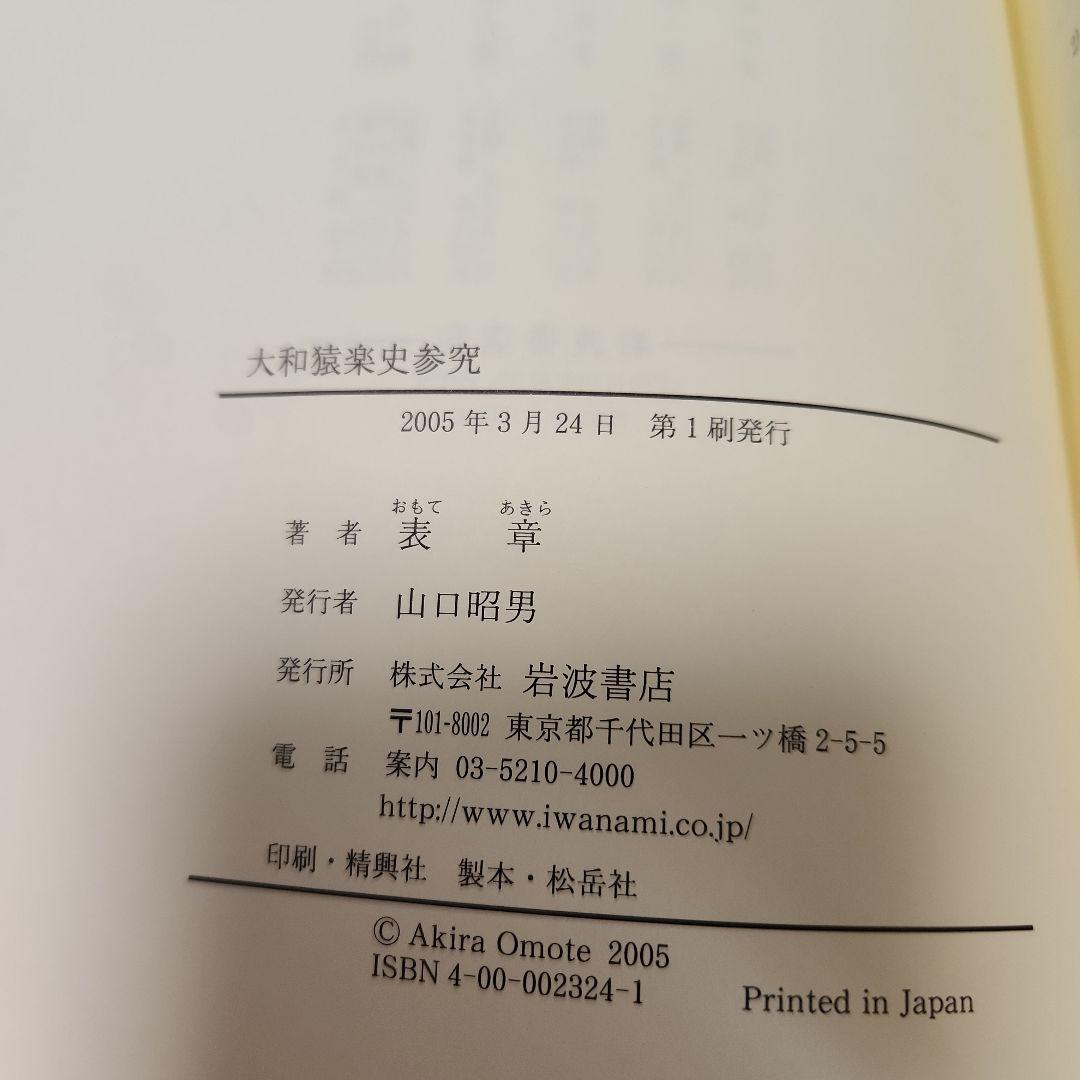 大和猿楽史参究
2005年3月24日　第1刷発行
おもて　あきら
著　者　表　章
発行者　山口昭男
発行所　株式会社 岩波書店
〒101-8002 東京都千代田区一ツ橋2-5-5
電　話　案内 03-5210-4000
http://www.iwanami.co.jp/
印刷・精興社　製本・松岳社
© Akira Omote 2005
ISBN 4-00-002324-1
Printed in Japan